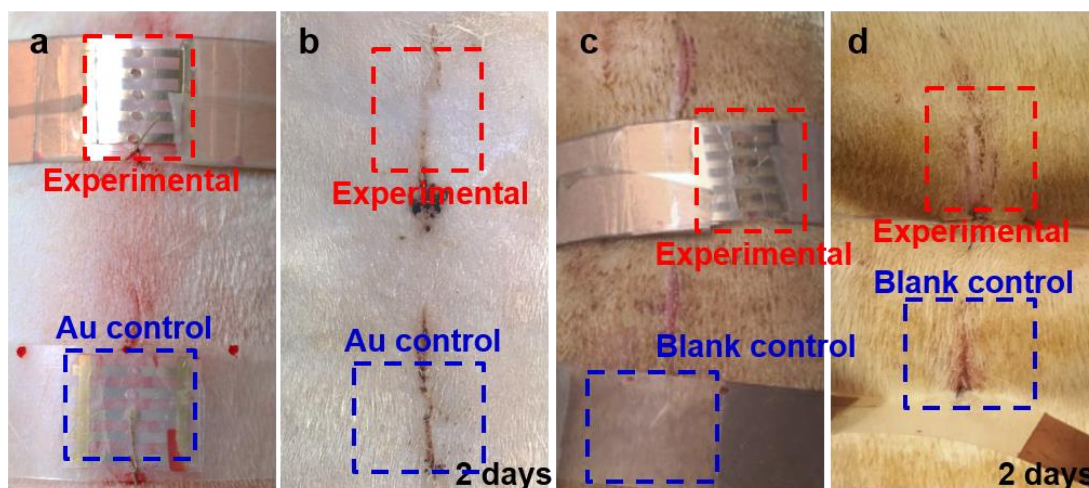 a
Experimental
Au control
b
Experimental
Au control
2 days
c
Experimental
Blank control
d
Experimental
Blank control
2 days